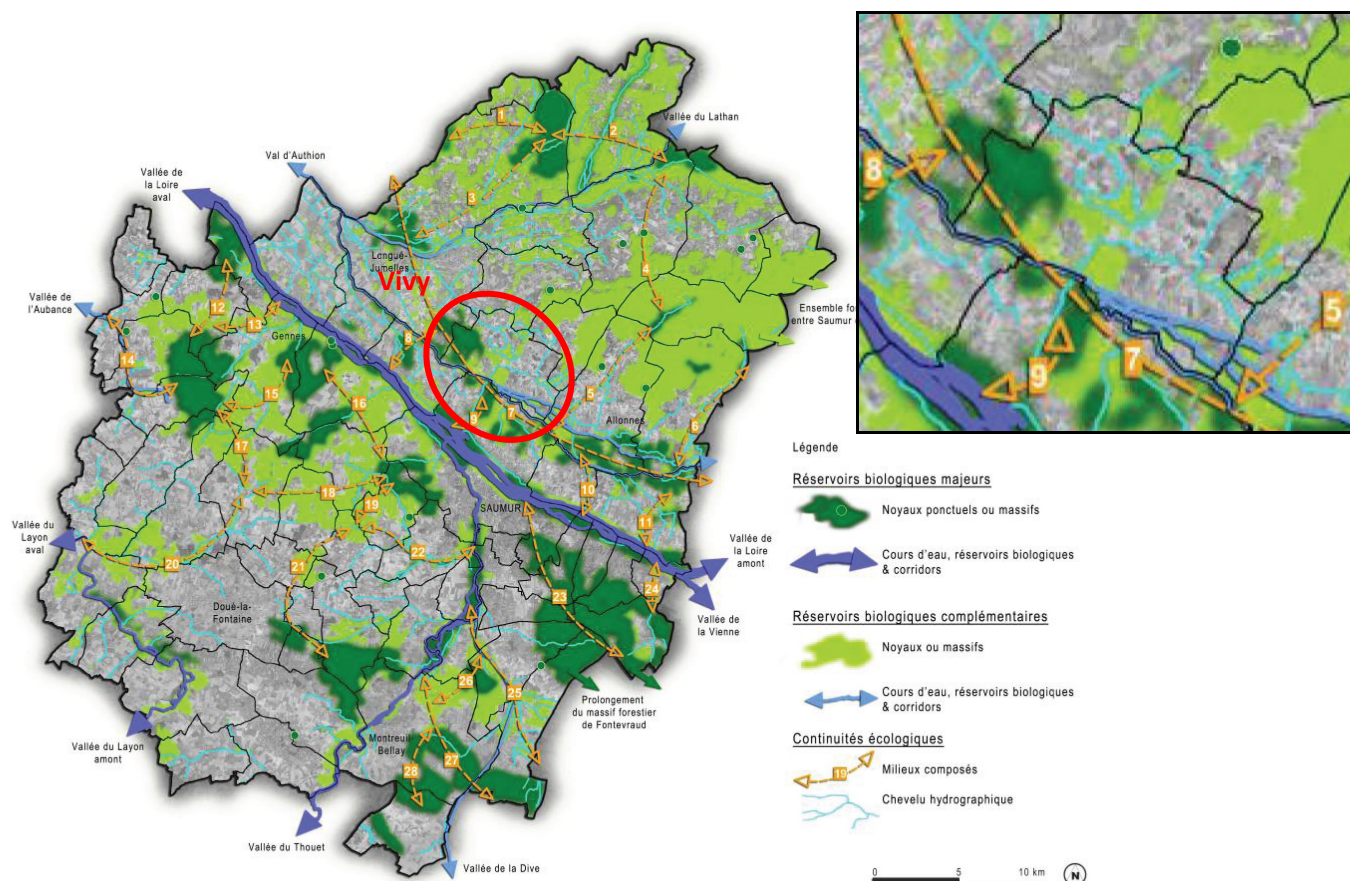 Vallée du Lathan
Val d'Authion
Vallée de
la Loire
aval
Longué-
Jumelles
Vivy
Vallée de
l'Aubance
Gennes
Ensemble fo
entre Saumur
Allonnes
SAUMUR
Vallée du
Layon
aval
Doué-la-
Fontaine
Vallée
de la Loire
amont
Vallée
de la Vienne
Prolongement
du massif forestier
de Fontevraud
Montreuil
Bellay
Vallée du Layon
amont
Vallée du Thouet
Vallée de la Dive
1
2
3
4
5
6
7
8
9
10
11
12
13
14
15
16
17
18
19
20
21
22
23
24
25
26
27
28
8
5
7
9
Légende
Réservoirs biologiques majeurs
Noyaux ponctuels ou massifs
Cours d'eau, réservoirs biologiques
& corridors
Réservoirs biologiques complémentaires
Noyaux ou massifs
Cours d'eau, réservoirs biologiques
& corridors
Continuités écologiques
19
Milieux composés
Chevelu hydrographique
0 5 10 km N